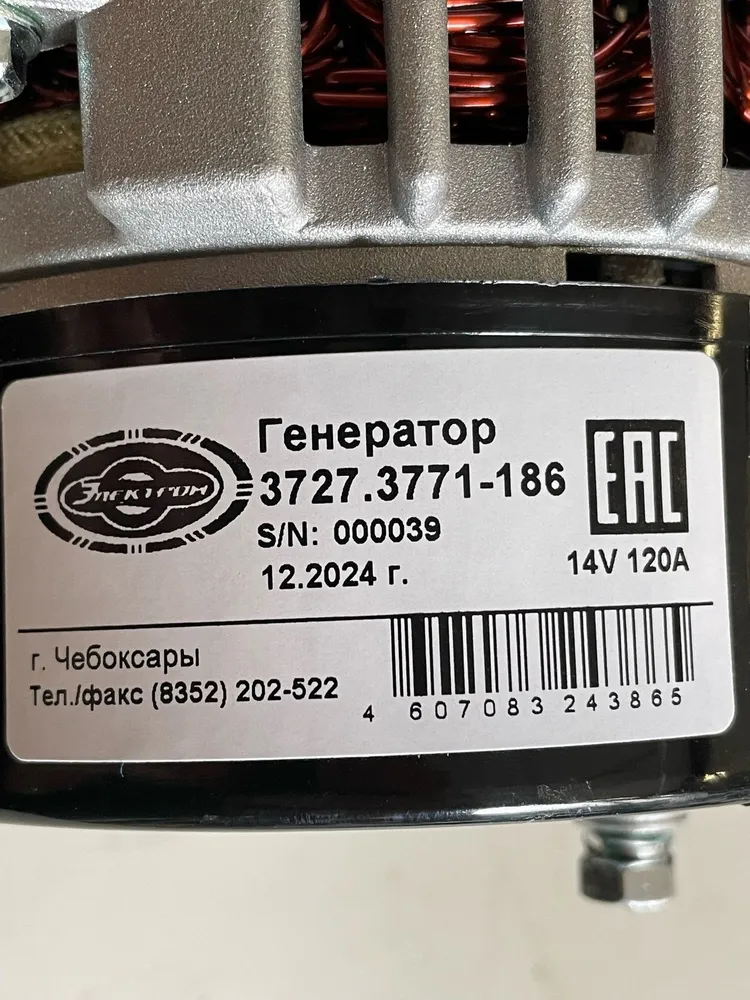 Электром
Генератор
3727.3771-186
S/N: 000039
12.2024 г.
EAC
14V 120A
г. Чебоксары
Тел./факс (8352) 202-522
4 607083 243865